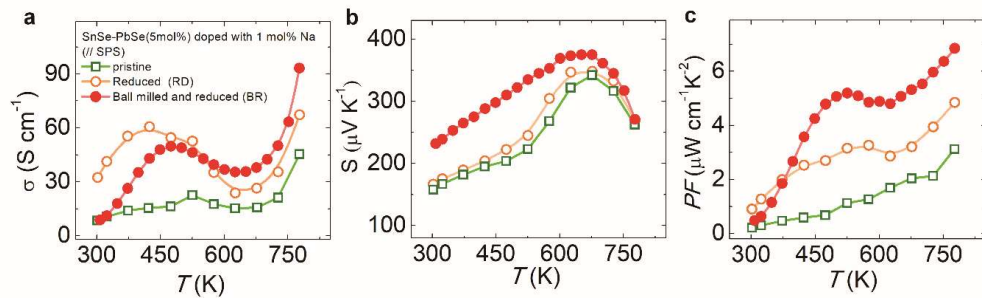 a
SnSe-PbSe(5mol%) doped with 1 mol% Na
(// SPS)
pristine
Reduced (RD)
Ball milled and reduced (BR)
90
60
30
0
σ (S cm⁻¹)
300 450 600 750
T (K)
b
400
300
200
100
S (μV K⁻¹)
300 450 600 750
T (K)
c
8
6
4
2
0
PF (μW cm⁻¹K⁻²)
300 450 600 750
T (K)